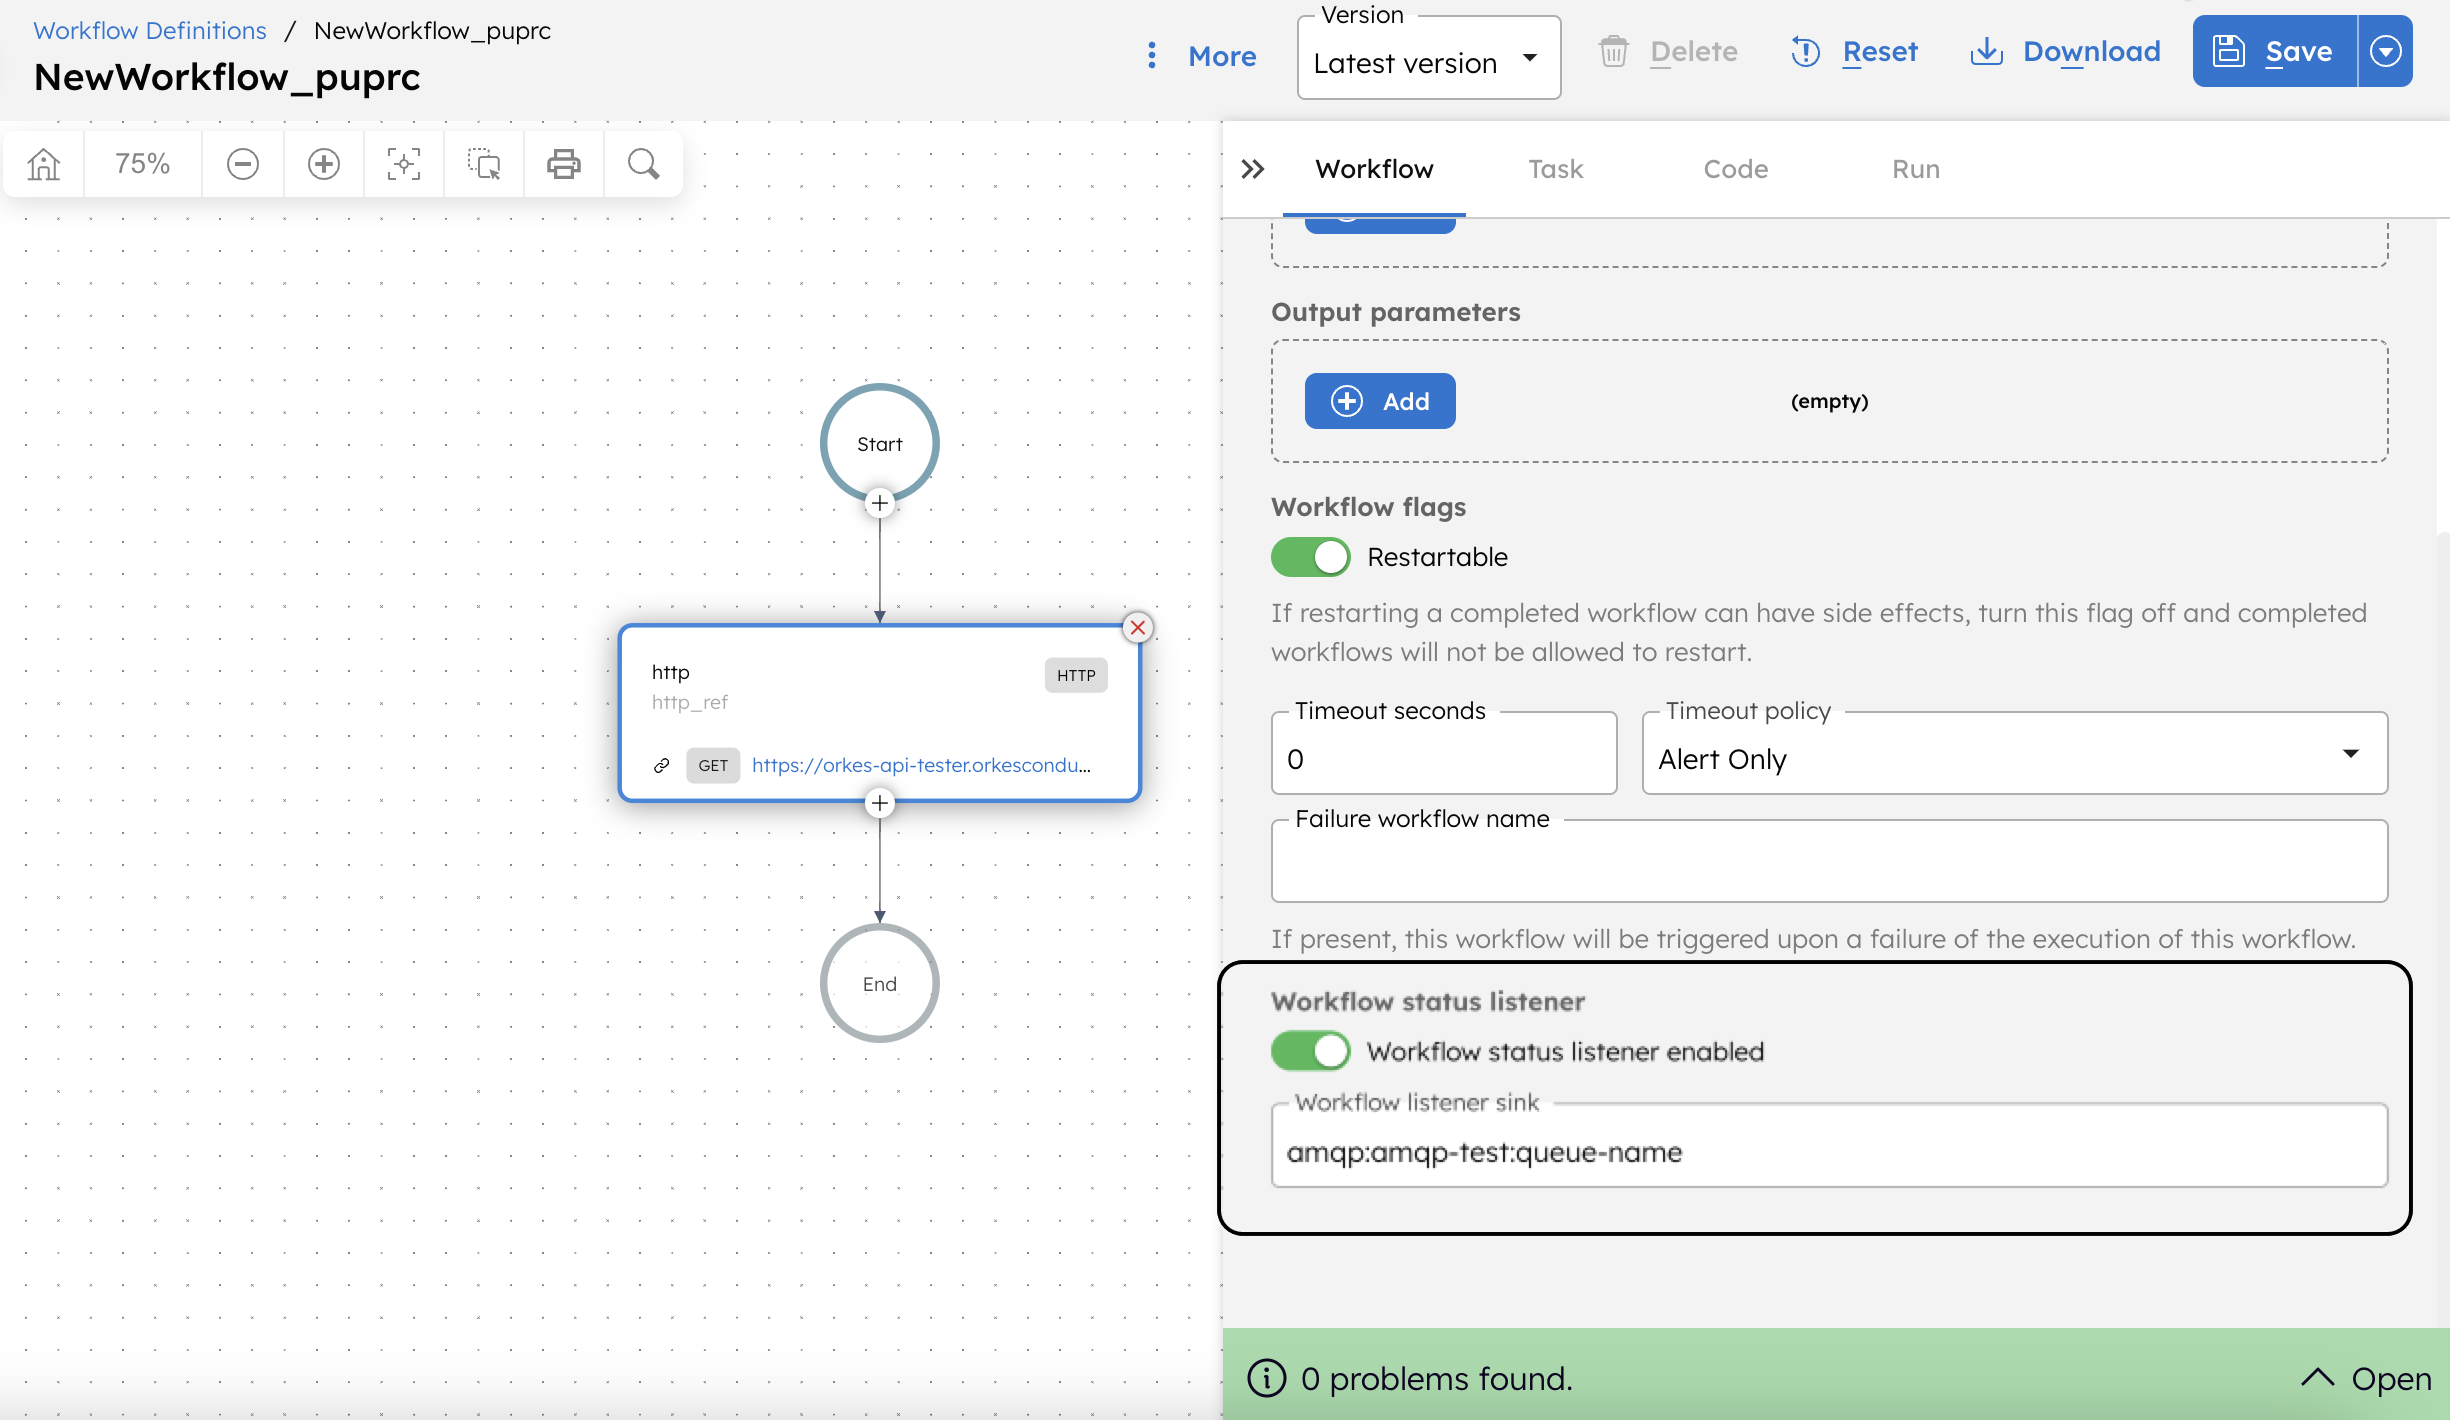 Workflow Definitions / NewWorkflow_puprc
NewWorkflow_puprc
More
Version
Latest version
Delete
Reset
Download
Save
75%
Workflow
Task
Code
Run
Start
http
HTTP
http_ref
GET
https://orkes-api-tester.orkescondu...
End
Output parameters
Add
(empty)
Workflow flags
Restartable
If restarting a completed workflow can have side effects, turn this flag off and completed
workflows will not be allowed to restart.
Timeout seconds
0
Timeout policy
Alert Only
Failure workflow name
If present, this workflow will be triggered upon a failure of the execution of this workflow.
Workflow status listener
Workflow status listener enabled
Workflow listener sink
amqp:amqp-test:queue-name
0 problems found.
Open